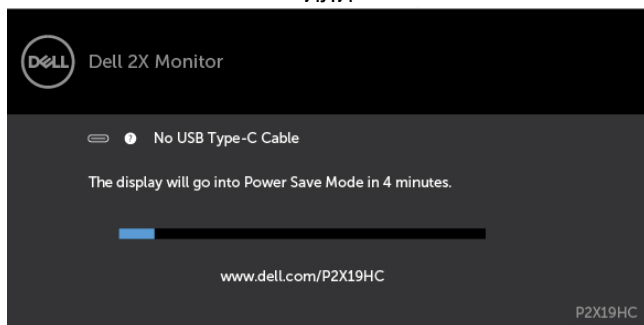 DELL
Dell 2X Monitor
No USB Type-C Cable
The display will go into Power Save Mode in 4 minutes.
www.dell.com/P2X19HC
P2X19HC